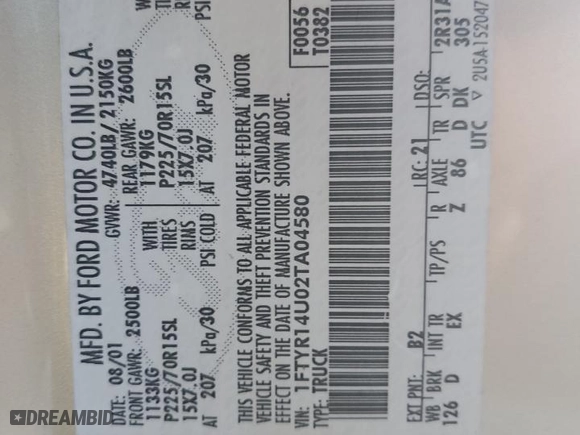 MFD. BY FORD MOTOR CO. IN U.S.A.
DATE: 08/01 GVWR: 4740LB/ 2150KG
FRONT GAWR: 2500LB REAR GAWR: 2600LB
1133KG WITH 1179KG W
P225/70R15SL TIRES P225/70R15SL TI
15X7.0J RIMS 15X7.0J RI
AT 207 kPa/30 PSI COLD AT 207 kPa/30 PSI
THIS VEHICLE CONFORMS TO ALL APPLICABLE FEDERAL MOTOR
VEHICLE SAFETY AND THEFT PREVENTION STANDARDS IN
EFFECT ON THE DATE OF MANUFACTURE SHOWN ABOVE.
F0056
T0382
VIN: 1FTYR14U02TA04580
TYPE: TRUCK
EXT PNT: B2 RC: 21 DSO:
WB BRK INT TR TP/PS R AXLE TR SPR 2R31A
126 D EX Z 86 D DK 305
UTC ▽ 2U5A-152047
DREAMBID